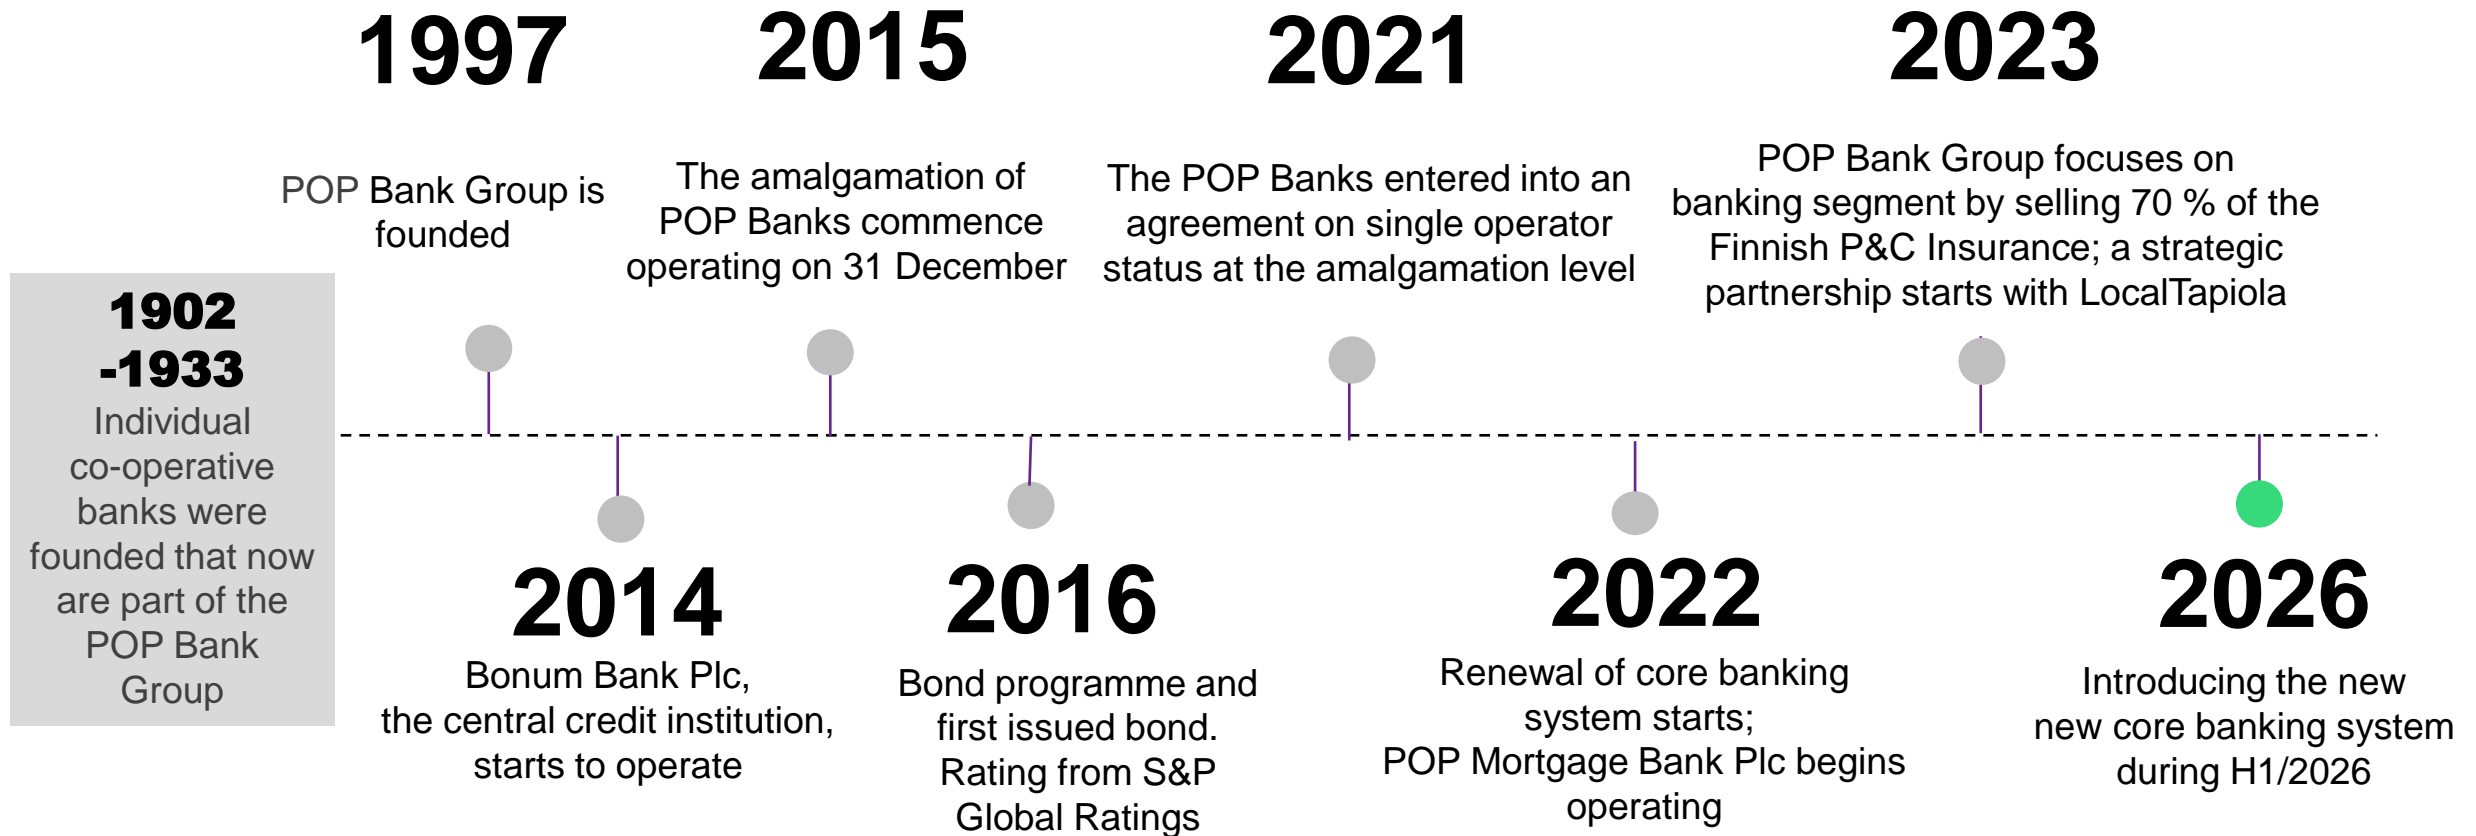 1902
-1933
Individual
co-operative
banks were
founded that now
are part of the
POP Bank
Group
1997
POP Bank Group is
founded
2014
Bonum Bank Plc,
the central credit institution,
starts to operate
2015
The amalgamation of
POP Banks commence
operating on 31 December
2016
Bond programme and
first issued bond.
Rating from S&P
Global Ratings
2021
The POP Banks entered into an
agreement on single operator
status at the amalgamation level
2022
Renewal of core banking
system starts;
POP Mortgage Bank Plc begins
operating
2023
POP Bank Group focuses on
banking segment by selling 70 % of the
Finnish P&C Insurance; a strategic
partnership starts with LocalTapiola
2026
Introducing the new
new core banking system
during H1/2026